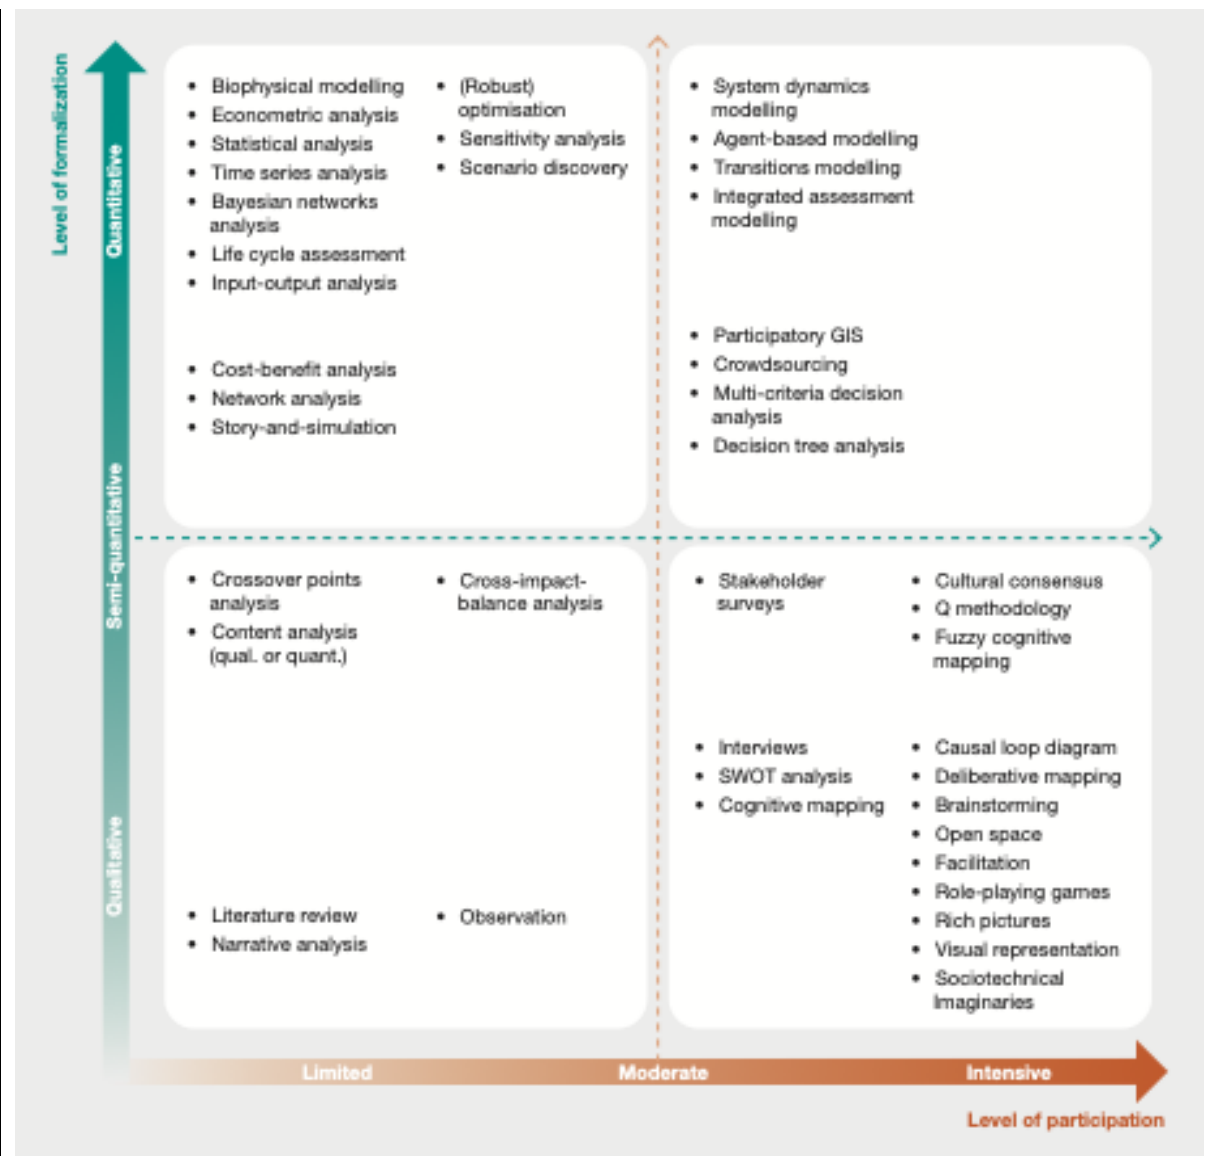 Level of formalization
Quantitative
Semi-quantitative
Qualitative
• Biophysical modelling
• Econometric analysis
• Statistical analysis
• Time series analysis
• Bayesian networks
analysis
• Life cycle assessment
• Input-output analysis
• Cost-benefit analysis
• Network analysis
• Story-and-simulation
• (Robust)
optimisation
• Sensitivity analysis
• Scenario discovery
• System dynamics
modelling
• Agent-based modelling
• Transitions modelling
• Integrated assessment
modelling
• Participatory GIS
• Crowdsourcing
• Multi-criteria decision
analysis
• Decision tree analysis
• Crossover points
analysis
• Content analysis
(qual. or quant.)
• Literature review
• Narrative analysis
• Cross-impact-
balance analysis
• Observation
• Stakeholder
surveys
• Interviews
• SWOT analysis
• Cognitive mapping
• Cultural consensus
• Q methodology
• Fuzzy cognitive
mapping
• Causal loop diagram
• Deliberative mapping
• Brainstorming
• Open space
• Facilitation
• Role-playing games
• Rich pictures
• Visual representation
• Sociotechnical
Imaginaries
Limited
Moderate
Intensive
Level of participation